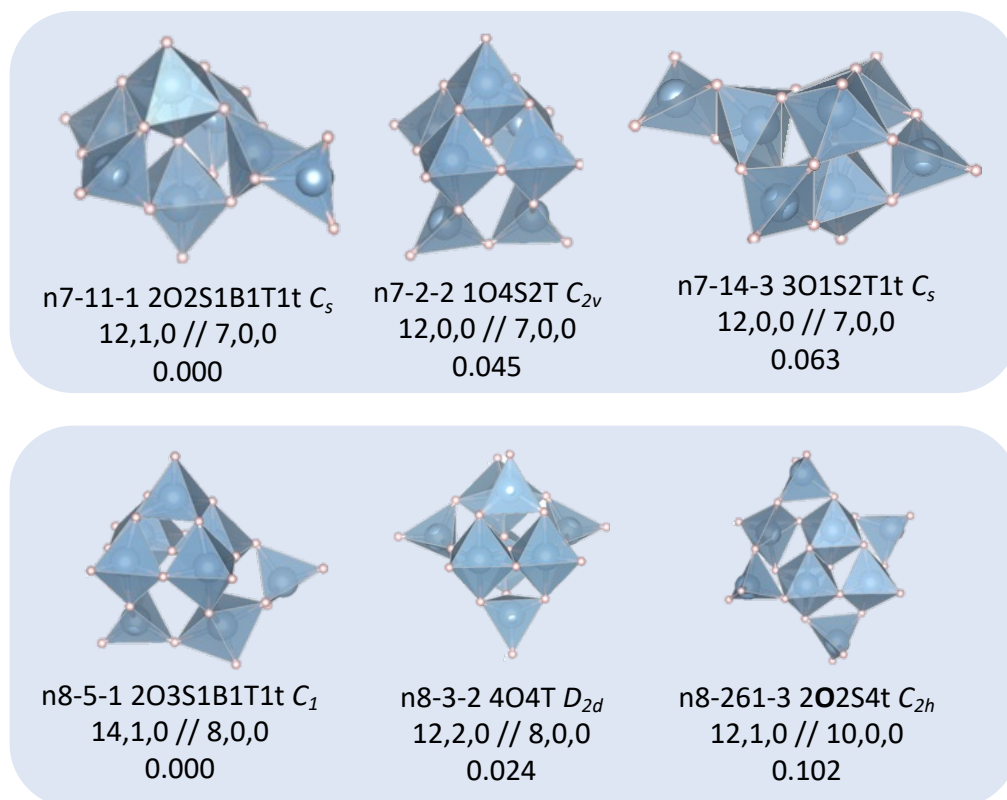 n7-11-1 2O2S1B1T1t Cs
12,1,0 // 7,0,0
0.000
n7-2-2 1O4S2T C2v
12,0,0 // 7,0,0
0.045
n7-14-3 3O1S2T1t Cs
12,0,0 // 7,0,0
0.063
n8-5-1 2O3S1B1T1t C1
14,1,0 // 8,0,0
0.000
n8-3-2 4O4T D2d
12,2,0 // 8,0,0
0.024
n8-261-3 2O2S4t C2h
12,1,0 // 10,0,0
0.102